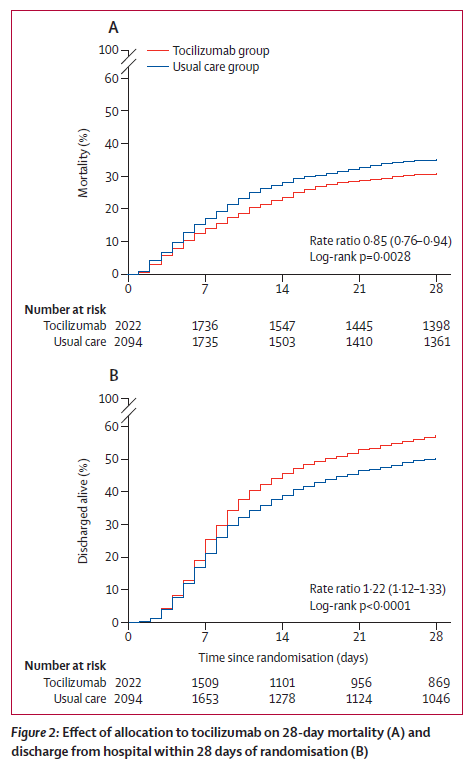 A
100
Tocilizumab group
Usual care group
60
50
40
30
20
10
0
Mortality (%)
Rate ratio 0·85 (0·76–0·94)
Log-rank p=0·0028
0 7 14 21 28
Number at risk
Tocilizumab 2022 1736 1547 1445 1398
Usual care 2094 1735 1503 1410 1361
B
100
60
50
40
30
20
10
0
Discharged alive (%)
Rate ratio 1·22 (1·12–1·33)
Log-rank p<0·0001
0 7 14 21 28
Time since randomisation (days)
Number at risk
Tocilizumab 2022 1509 1101 956 869
Usual care 2094 1653 1278 1124 1046
Figure 2: Effect of allocation to tocilizumab on 28-day mortality (A) and
discharge from hospital within 28 days of randomisation (B)